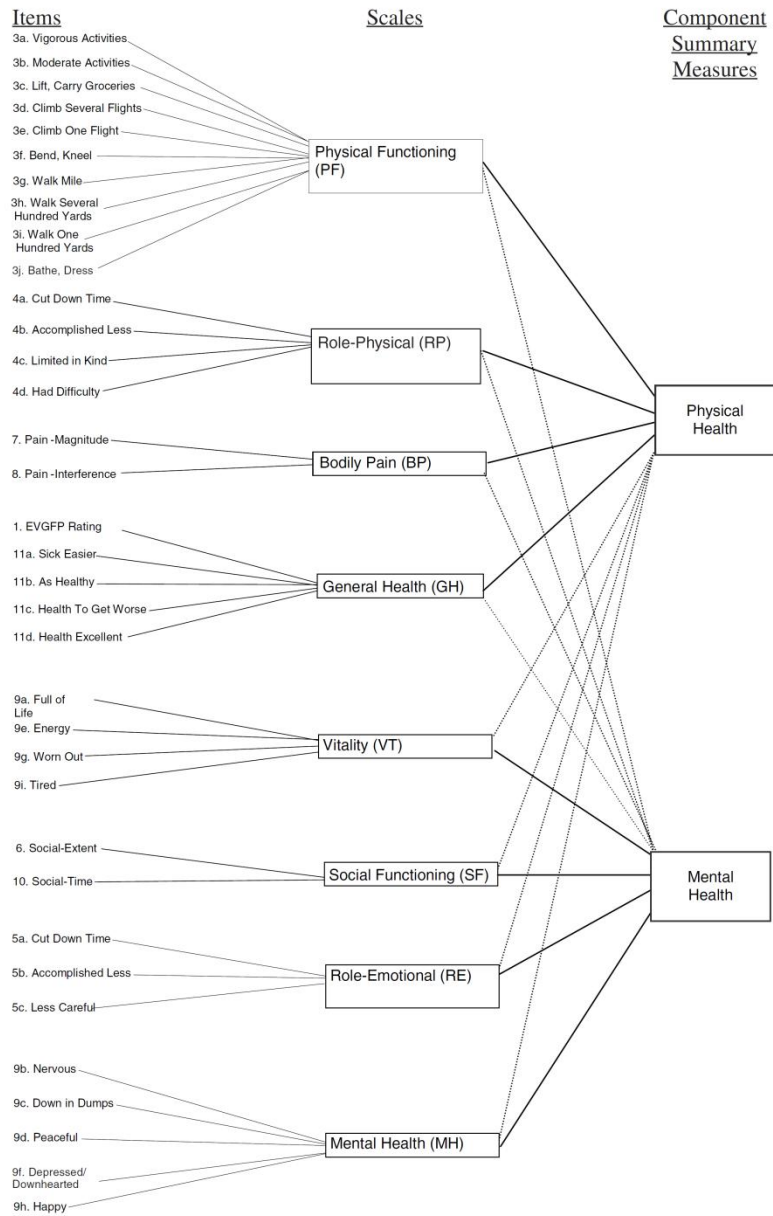 Items
Scales
Component
Summary
Measures
3a. Vigorous Activities
3b. Moderate Activities
3c. Lift, Carry Groceries
3d. Climb Several Flights
3e. Climb One Flight
3f. Bend, Kneel
3g. Walk Mile
3h. Walk Several
Hundred Yards
3i. Walk One
Hundred Yards
3j. Bathe, Dress
Physical Functioning
(PF)
4a. Cut Down Time
4b. Accomplished Less
4c. Limited in Kind
4d. Had Difficulty
Role-Physical (RP)
7. Pain -Magnitude
8. Pain -Interference
Bodily Pain (BP)
1. EVGFP Rating
11a. Sick Easier
11b. As Healthy
11c. Health To Get Worse
11d. Health Excellent
General Health (GH)
Physical
Health
9a. Full of
Life
9e. Energy
9g. Worn Out
9i. Tired
Vitality (VT)
6. Social-Extent
10. Social-Time
Social Functioning (SF)
5a. Cut Down Time
5b. Accomplished Less
5c. Less Careful
Role-Emotional (RE)
9b. Nervous
9c. Down in Dumps
9d. Peaceful
9f. Depressed/
Downhearted
9h. Happy
Mental Health (MH)
Mental
Health